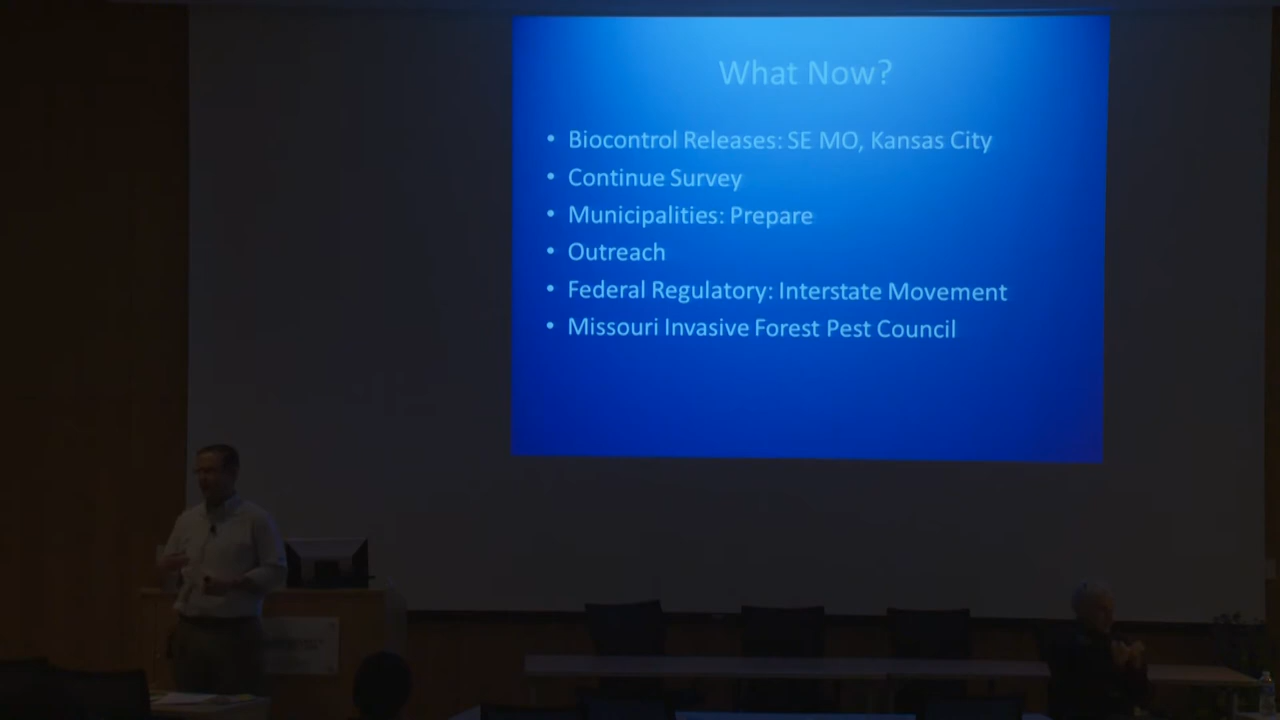 What Now?
• Biocontrol Releases: SE MO, Kansas City
• Continue Survey
• Municipalities: Prepare
• Outreach
• Federal Regulatory: Interstate Movement
• Missouri Invasive Forest Pest Council